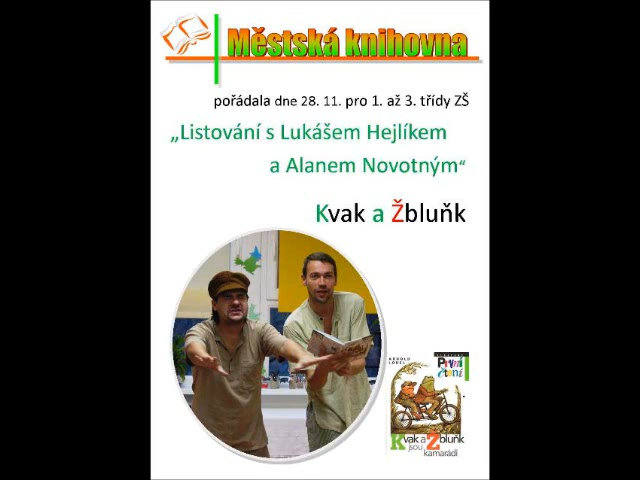 Městská knihovna
pořádala dne 28. 11. pro 1. až 3. třídy ZŠ
„Listování s Lukášem Hejlíkem
a Alanem Novotným“
Kvak a Žbluňk
ARNOLD
LOBEL
První
čtení
Kvak a Žbluňk
jsou
kamarádi